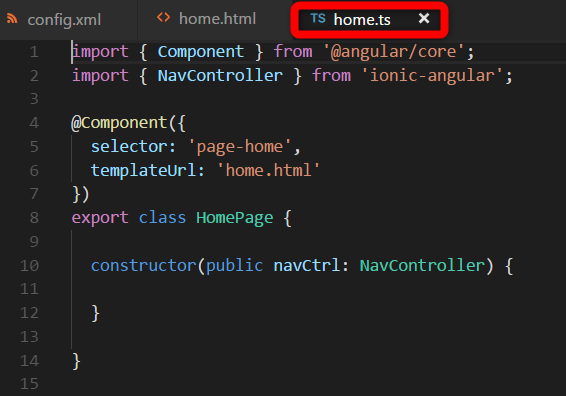 config.xml <> home.html TS home.ts ×
1 import { Component } from '@angular/core';
2 import { NavController } from 'ionic-angular';
3
4 @Component({
5   selector: 'page-home',
6   templateUrl: 'home.html'
7 })
8 export class HomePage {
9
10   constructor(public navCtrl: NavController) {
11
12   }
13
14 }
15